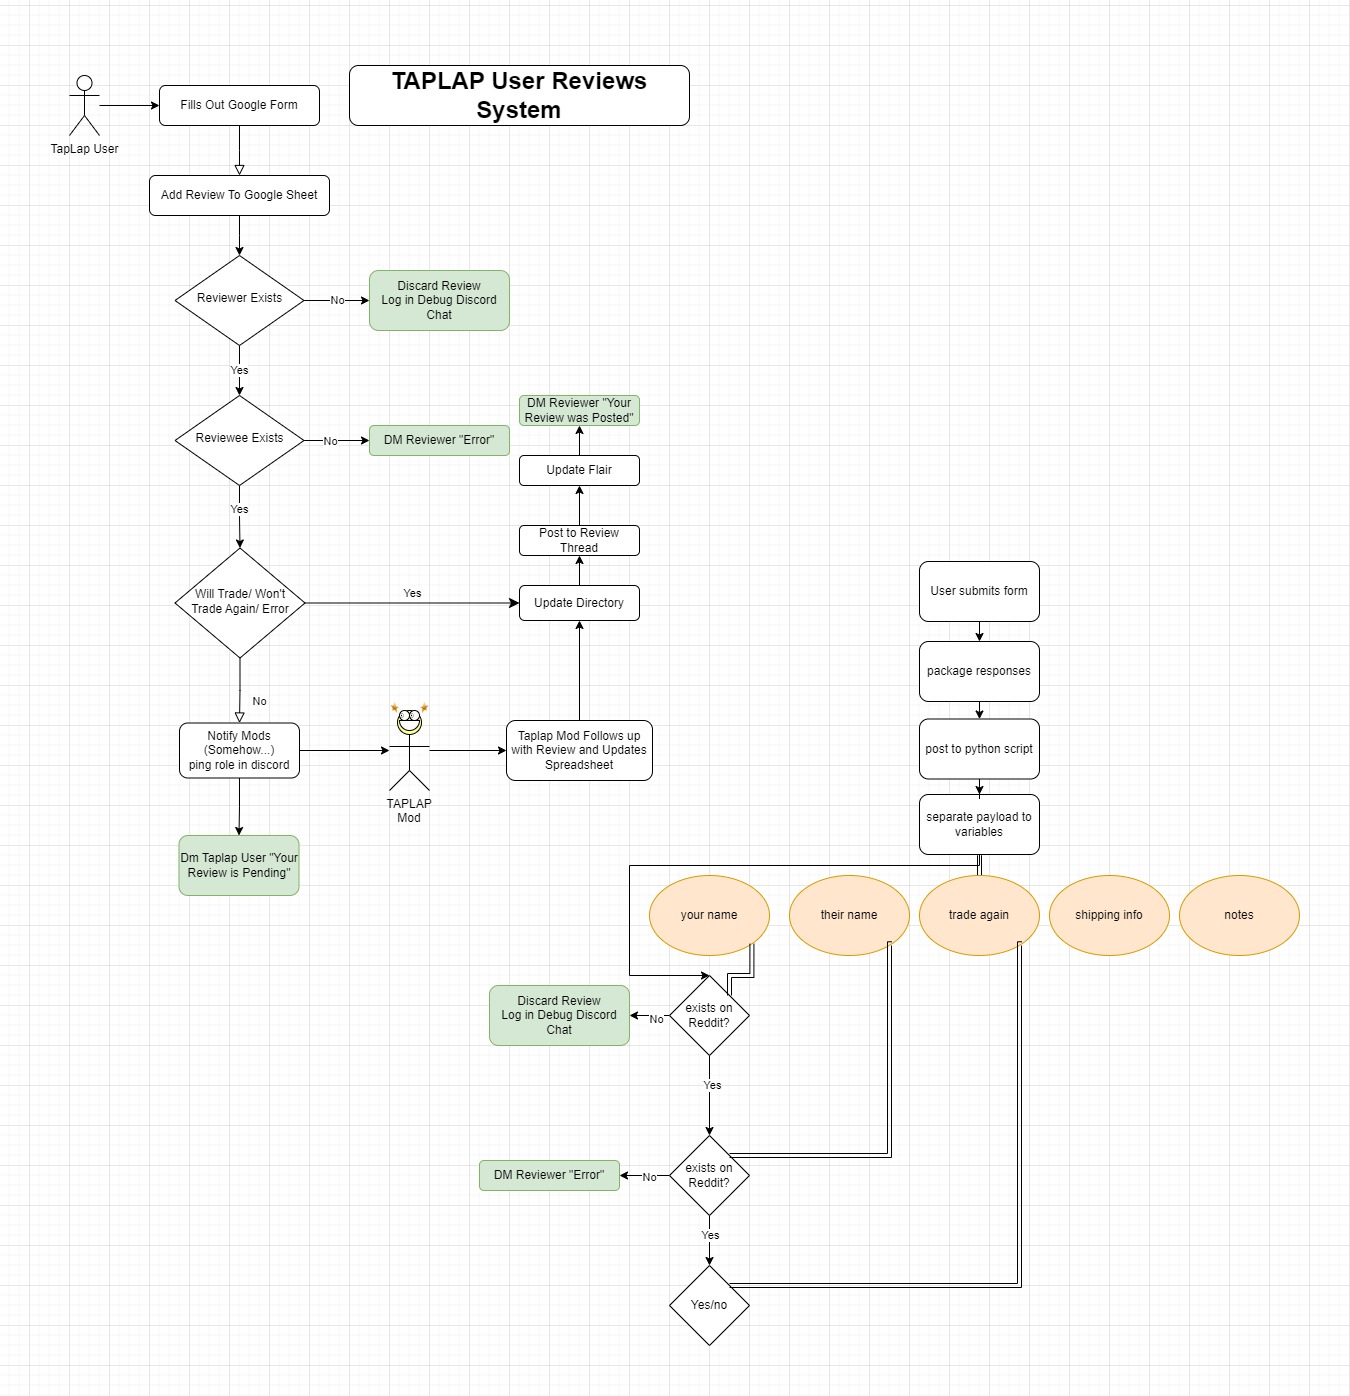 TAPLAP User Reviews
System
Fills Out Google Form
TapLap User
Add Review To Google Sheet
Reviewer Exists
No
Discard Review
Log in Debug Discord
Chat
Yes
Reviewee Exists
No
DM Reviewer "Error"
DM Reviewer "Your
Review was Posted"
Update Flair
Post to Review
Thread
Yes
Will Trade/ Won't
Trade Again/ Error
Yes
Update Directory
No
Notify Mods
(Somehow...)
ping role in discord
TAPLAP
Mod
Taplap Mod Follows up
with Review and Updates
Spreadsheet
Dm Taplap User "Your
Review is Pending"
User submits form
package responses
post to python script
separate payload to
variables
your name
their name
trade again
shipping info
notes
exists on
Reddit?
No
Discard Review
Log in Debug Discord
Chat
Yes
exists on
Reddit?
No
DM Reviewer "Error"
Yes
Yes/no